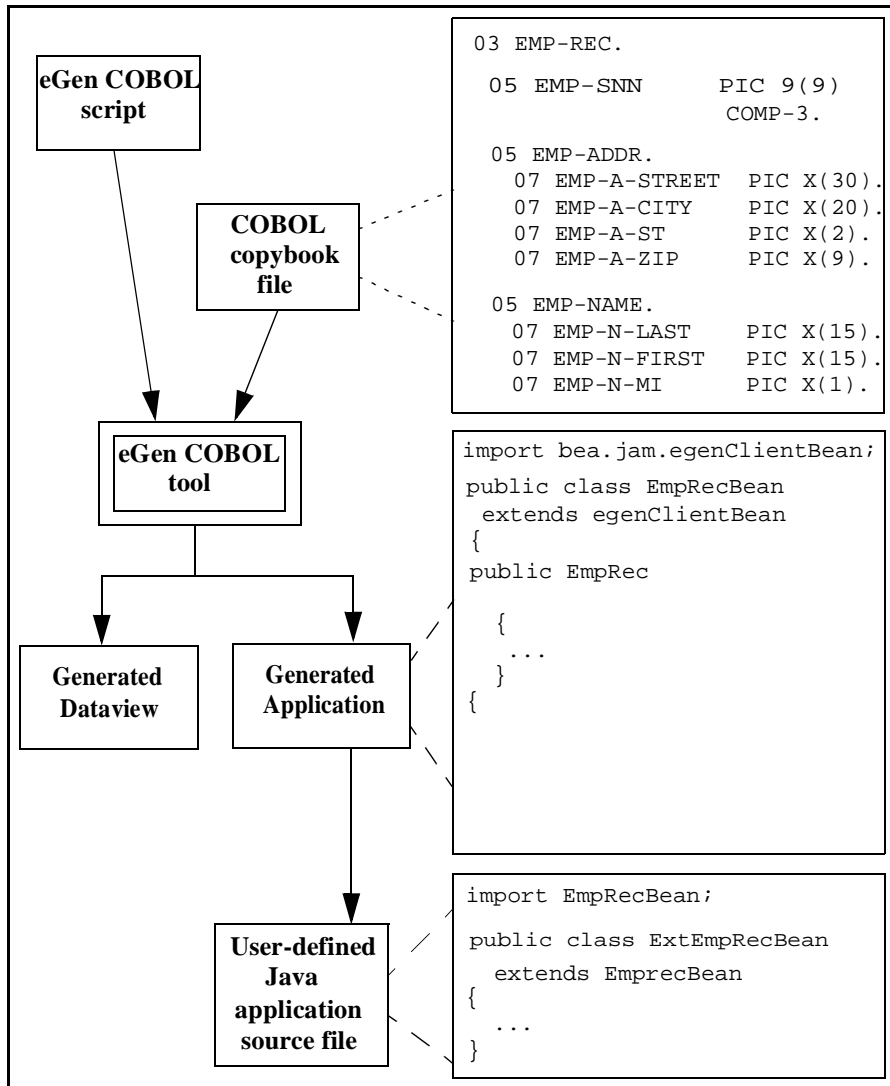 eGen COBOL
script
COBOL
copybook
file
03 EMP-REC.
05 EMP-SNN PIC 9(9)
COMP-3.
05 EMP-ADDR.
07 EMP-A-STREET PIC X(30).
07 EMP-A-CITY PIC X(20).
07 EMP-A-ST PIC X(2).
07 EMP-A-ZIP PIC X(9).
05 EMP-NAME.
07 EMP-N-LAST PIC X(15).
07 EMP-N-FIRST PIC X(15).
07 EMP-N-MI PIC X(1).
eGen COBOL
tool
Generated
Dataview
Generated
Application
import bea.jam.egenClientBean;
public class EmpRecBean
extends egenClientBean
{
public EmpRec
{
...
}
{
User-defined
Java
application
source file
import EmpRecBean;
public class ExtEmpRecBean
extends EmprecBean
{
...
}